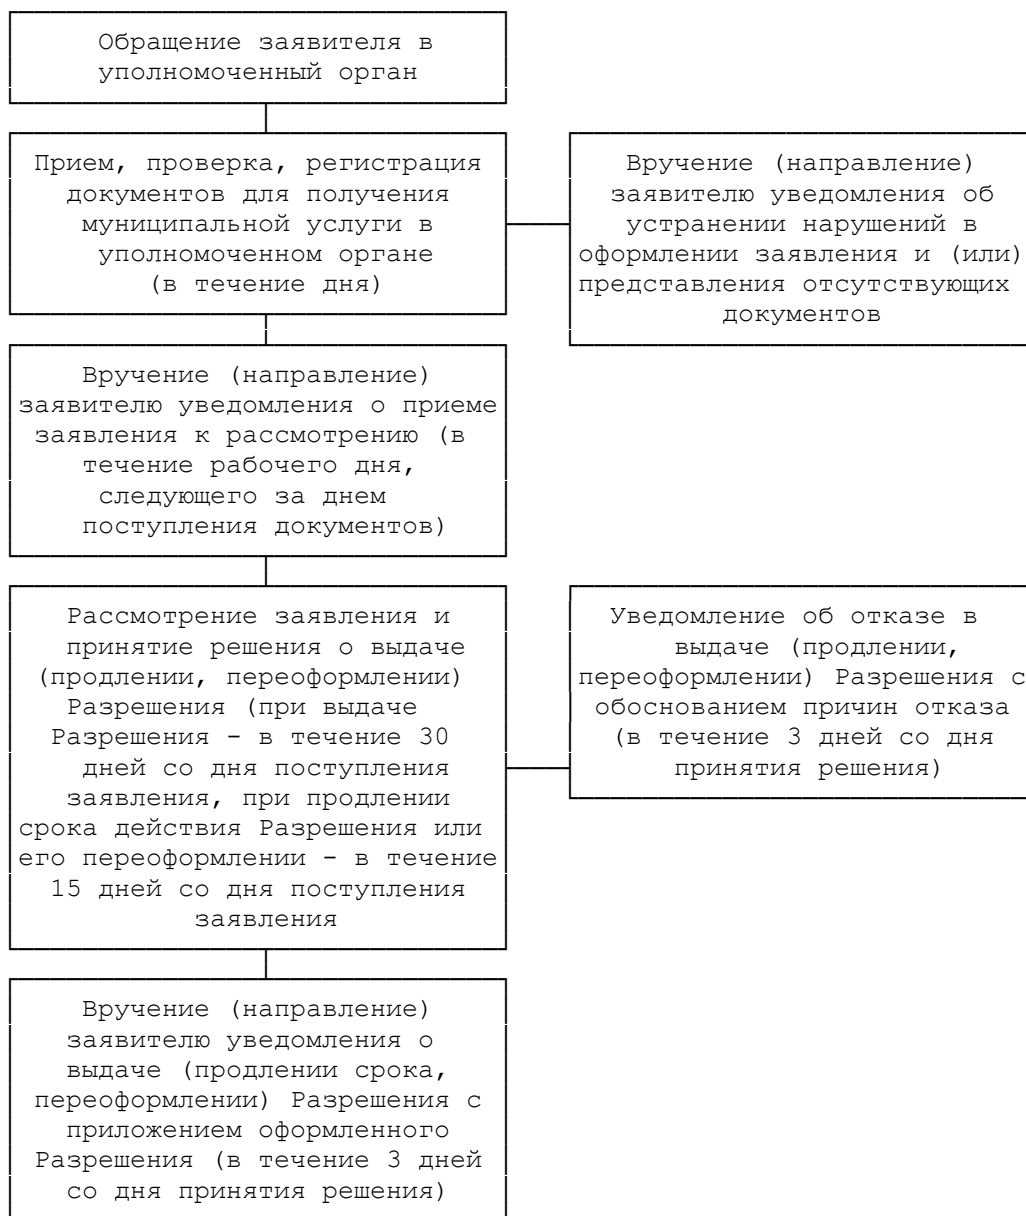 Обращение заявителя в
уполномоченный орган
Прием, проверка, регистрация
документов для получения
муниципальной услуги в
уполномоченном органе
(в течение дня)
Вручение (направление)
заявителю уведомления об
устранении нарушений в
оформлении заявления и (или)
представления отсутствующих
документов
Вручение (направление)
заявителю уведомления о приеме
заявления к рассмотрению (в
течение рабочего дня,
следующего за днем
поступления документов)
Рассмотрение заявления и
принятие решения о выдаче
(продлении, переоформлении)
Разрешения (при выдаче
Разрешения - в течение 30
дней со дня поступления
заявления, при продлении
срока действия Разрешения или
его переоформлении - в течение
15 дней со дня поступления
заявления
Уведомление об отказе в
выдаче (продлении,
переоформлении) Разрешения с
обоснованием причин отказа
(в течение 3 дней со дня
принятия решения)
Вручение (направление)
заявителю уведомления о
выдаче (продлении срока,
переоформлении) Разрешения с
приложением оформленного
Разрешения (в течение 3 дней
со дня принятия решения)